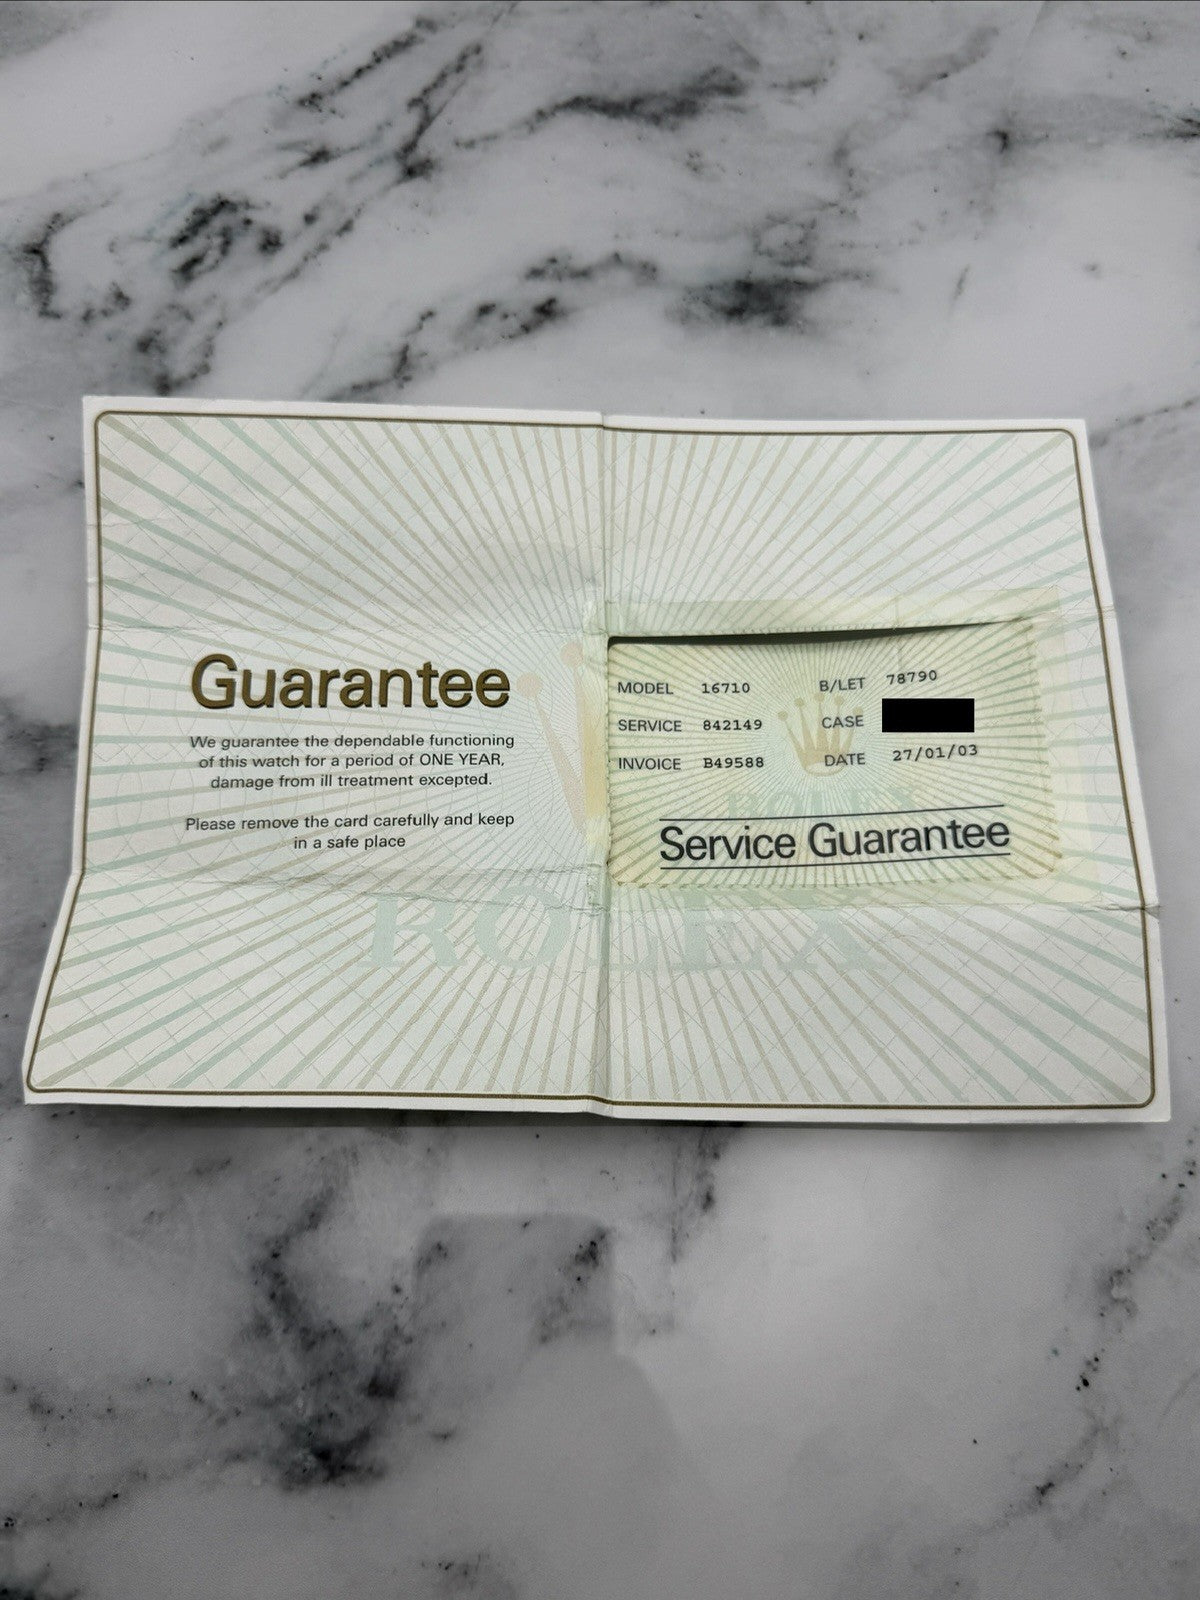 Guarantee
We guarantee the dependable functioning
of this watch for a period of ONE YEAR,
damage from ill treatment excepted.
Please remove the card carefully and keep
in a safe place
MODEL 16710 B/LET 78790
SERVICE 842149 CASE
INVOICE B49588 DATE 27/01/03
ROLEX
Service Guarantee
ROLEX